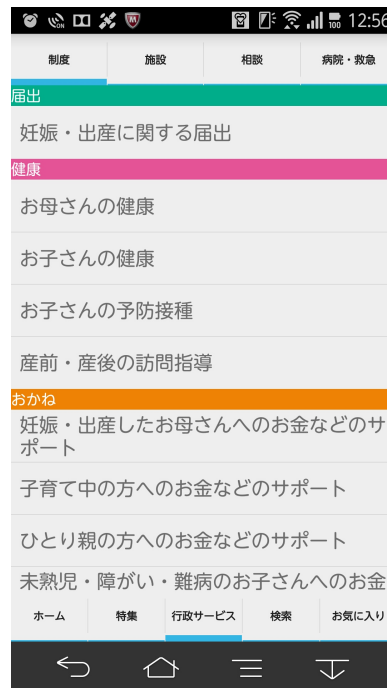 12:56
制度 施設 相談 病院・救急
届出
妊娠・出産に関する届出
健康
お母さんの健康
お子さんの健康
お子さんの予防接種
産前・産後の訪問指導
おかね
妊娠・出産したお母さんへのお金などのサ
ポート
子育て中の方へのお金などのサポート
ひとり親の方へのお金などのサポート
未熟児・障がい・難病のお子さんへのお金
ホーム 特集 行政サービス 検索 お気に入り